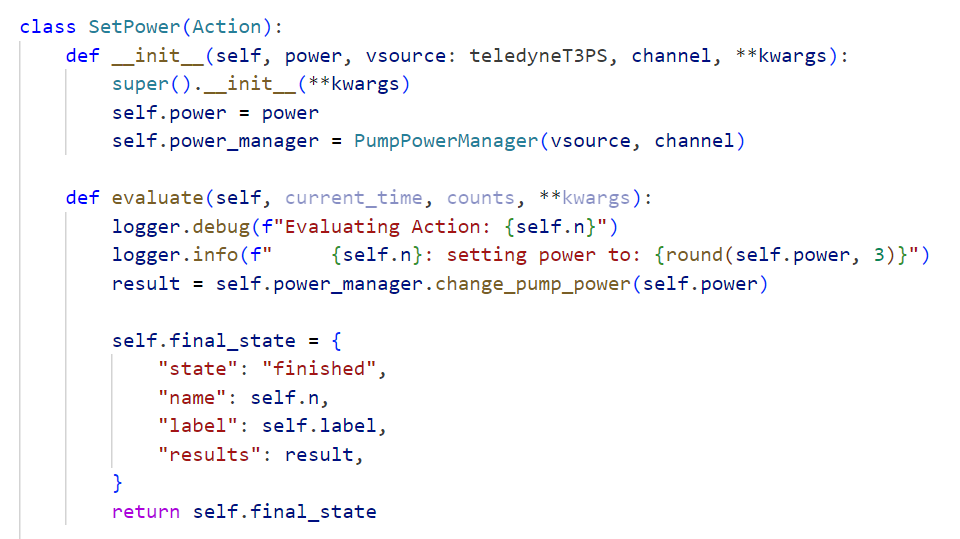 class SetPower(Action):
    def __init__(self, power, vsource: teledyneT3PS, channel, **kwargs):
        super().__init__(**kwargs)
        self.power = power
        self.power_manager = PumpPowerManager(vsource, channel)

    def evaluate(self, current_time, counts, **kwargs):
        logger.debug(f"Evaluating Action: {self.n}")
        logger.info(f"     {self.n}: setting power to: {round(self.power, 3)}")
        result = self.power_manager.change_pump_power(self.power)

        self.final_state = {
            "state": "finished",
            "name": self.n,
            "label": self.label,
            "results": result,
        }
        return self.final_state